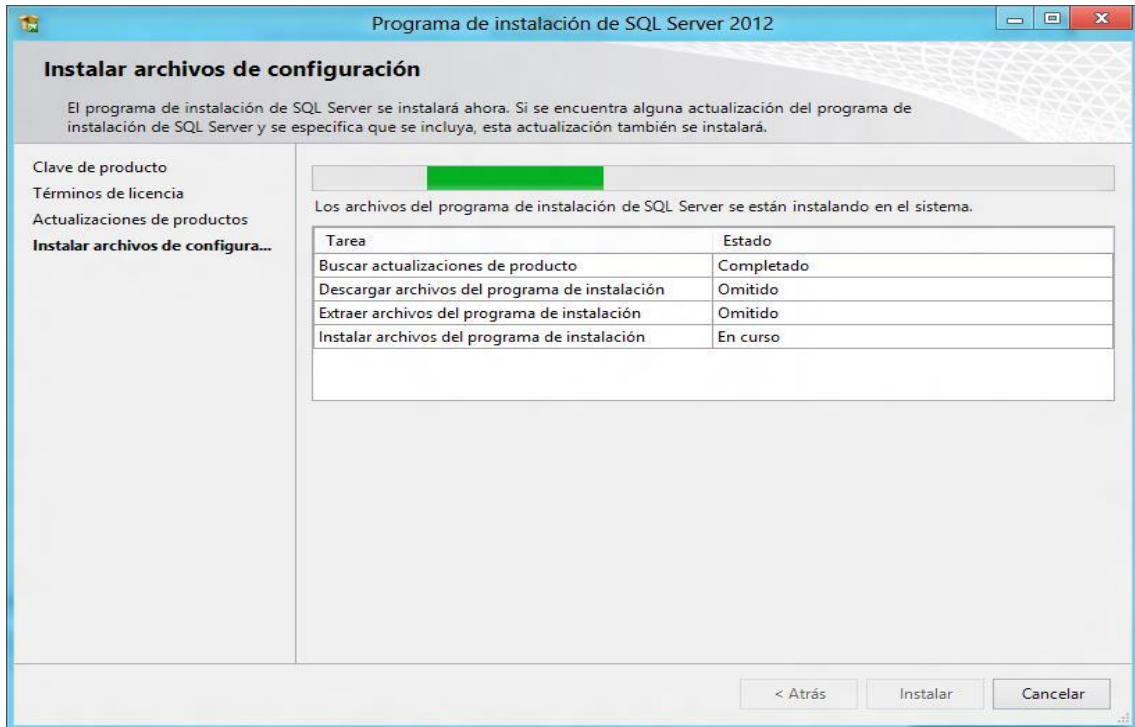 Programa de instalación de SQL Server 2012
Instalar archivos de configuración
El programa de instalación de SQL Server se instalará ahora. Si se encuentra alguna actualización del programa de
instalación de SQL Server y se especifica que se incluya, esta actualización también se instalará.
Clave de producto
Términos de licencia
Actualizaciones de productos
Instalar archivos de configura...
Los archivos del programa de instalación de SQL Server se están instalando en el sistema.
Tarea Estado
Buscar actualizaciones de producto Completado
Descargar archivos del programa de instalación Omitido
Extraer archivos del programa de instalación Omitido
Instalar archivos del programa de instalación En curso
< Atrás Instalar Cancelar